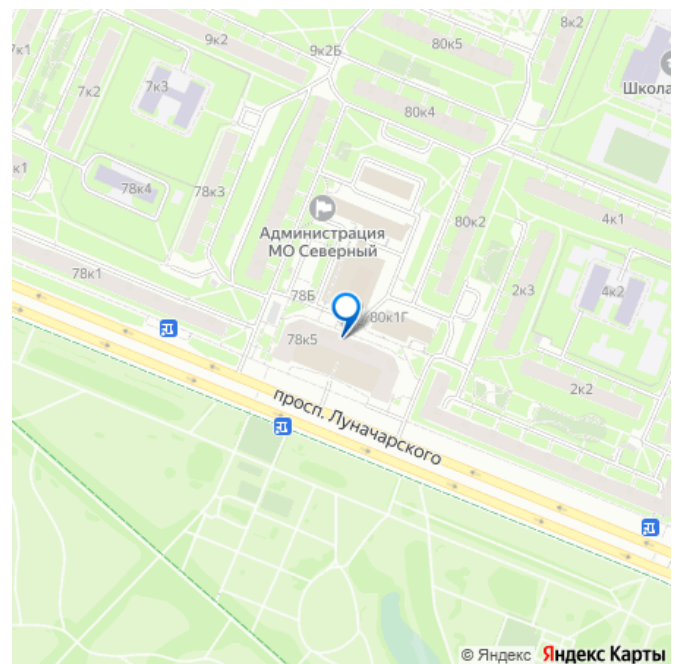 8к2
9к2
7к1
9к2Б
80к5
7к3
7к2
Школа
80к4
к1
78к4
78к3
Администрация
МО Северный
80к2
4к1
78к1
78Б
2к3
4к2
80к1Г
78к5
2к2
просп. Луначарского
© Яндекс Яндекс Карты